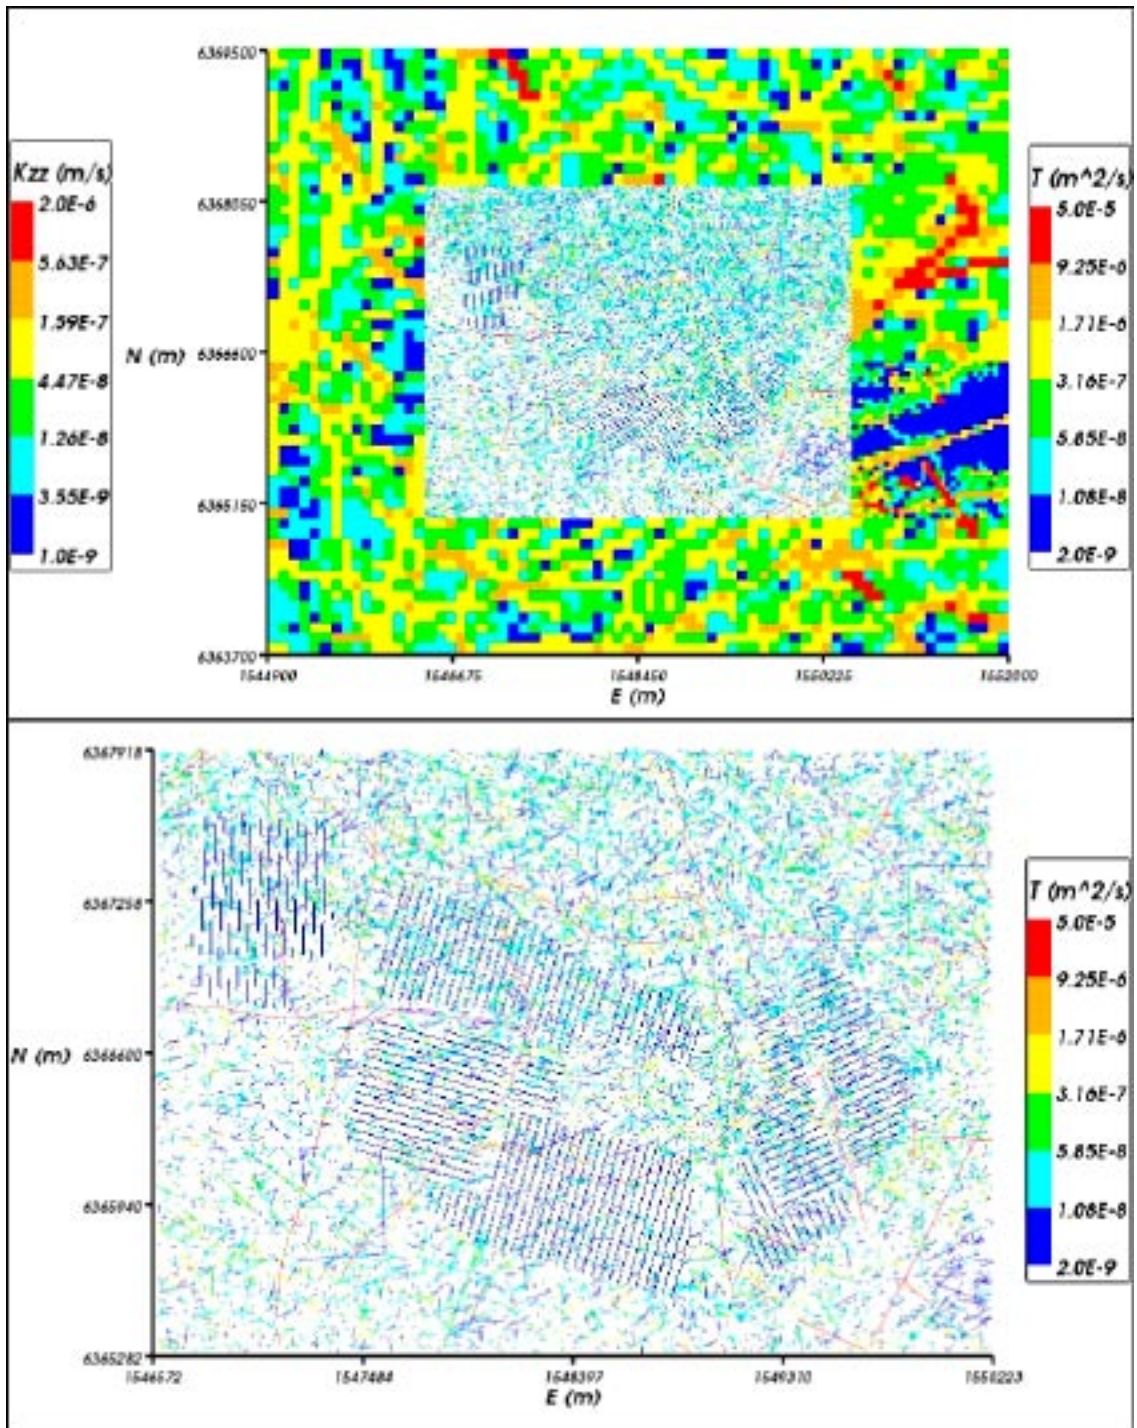 6369500
Kzz (m/s)
2.0E-6
5.63E-7
1.59E-7
4.47E-8
1.26E-8
3.55E-9
1.0E-9
T (m^2/s)
5.0E-5
9.25E-6
1.71E-6
3.16E-7
5.85E-8
1.08E-8
2.0E-9
6368050
N (m)
6366600
6365150
6363700
1544900
1546675
1548450
1550225
1552000
E (m)
6367918
6367258
N (m)
6366600
6365940
6365282
1546572
1547484
1548397
1549310
1550223
E (m)
T (m^2/s)
5.0E-5
9.25E-6
1.71E-6
3.16E-7
5.85E-8
1.08E-8
2.0E-9